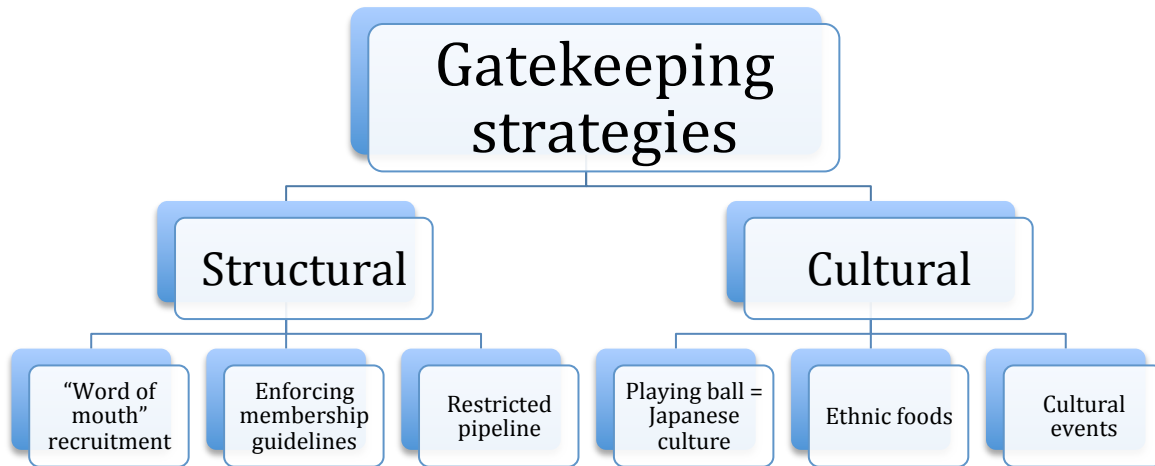 Gatekeeping
strategies
Structural
Cultural
“Word of
mouth”
recruitment
Enforcing
membership
guidelines
Restricted
pipeline
Playing ball =
Japanese
culture
Ethnic foods
Cultural
events